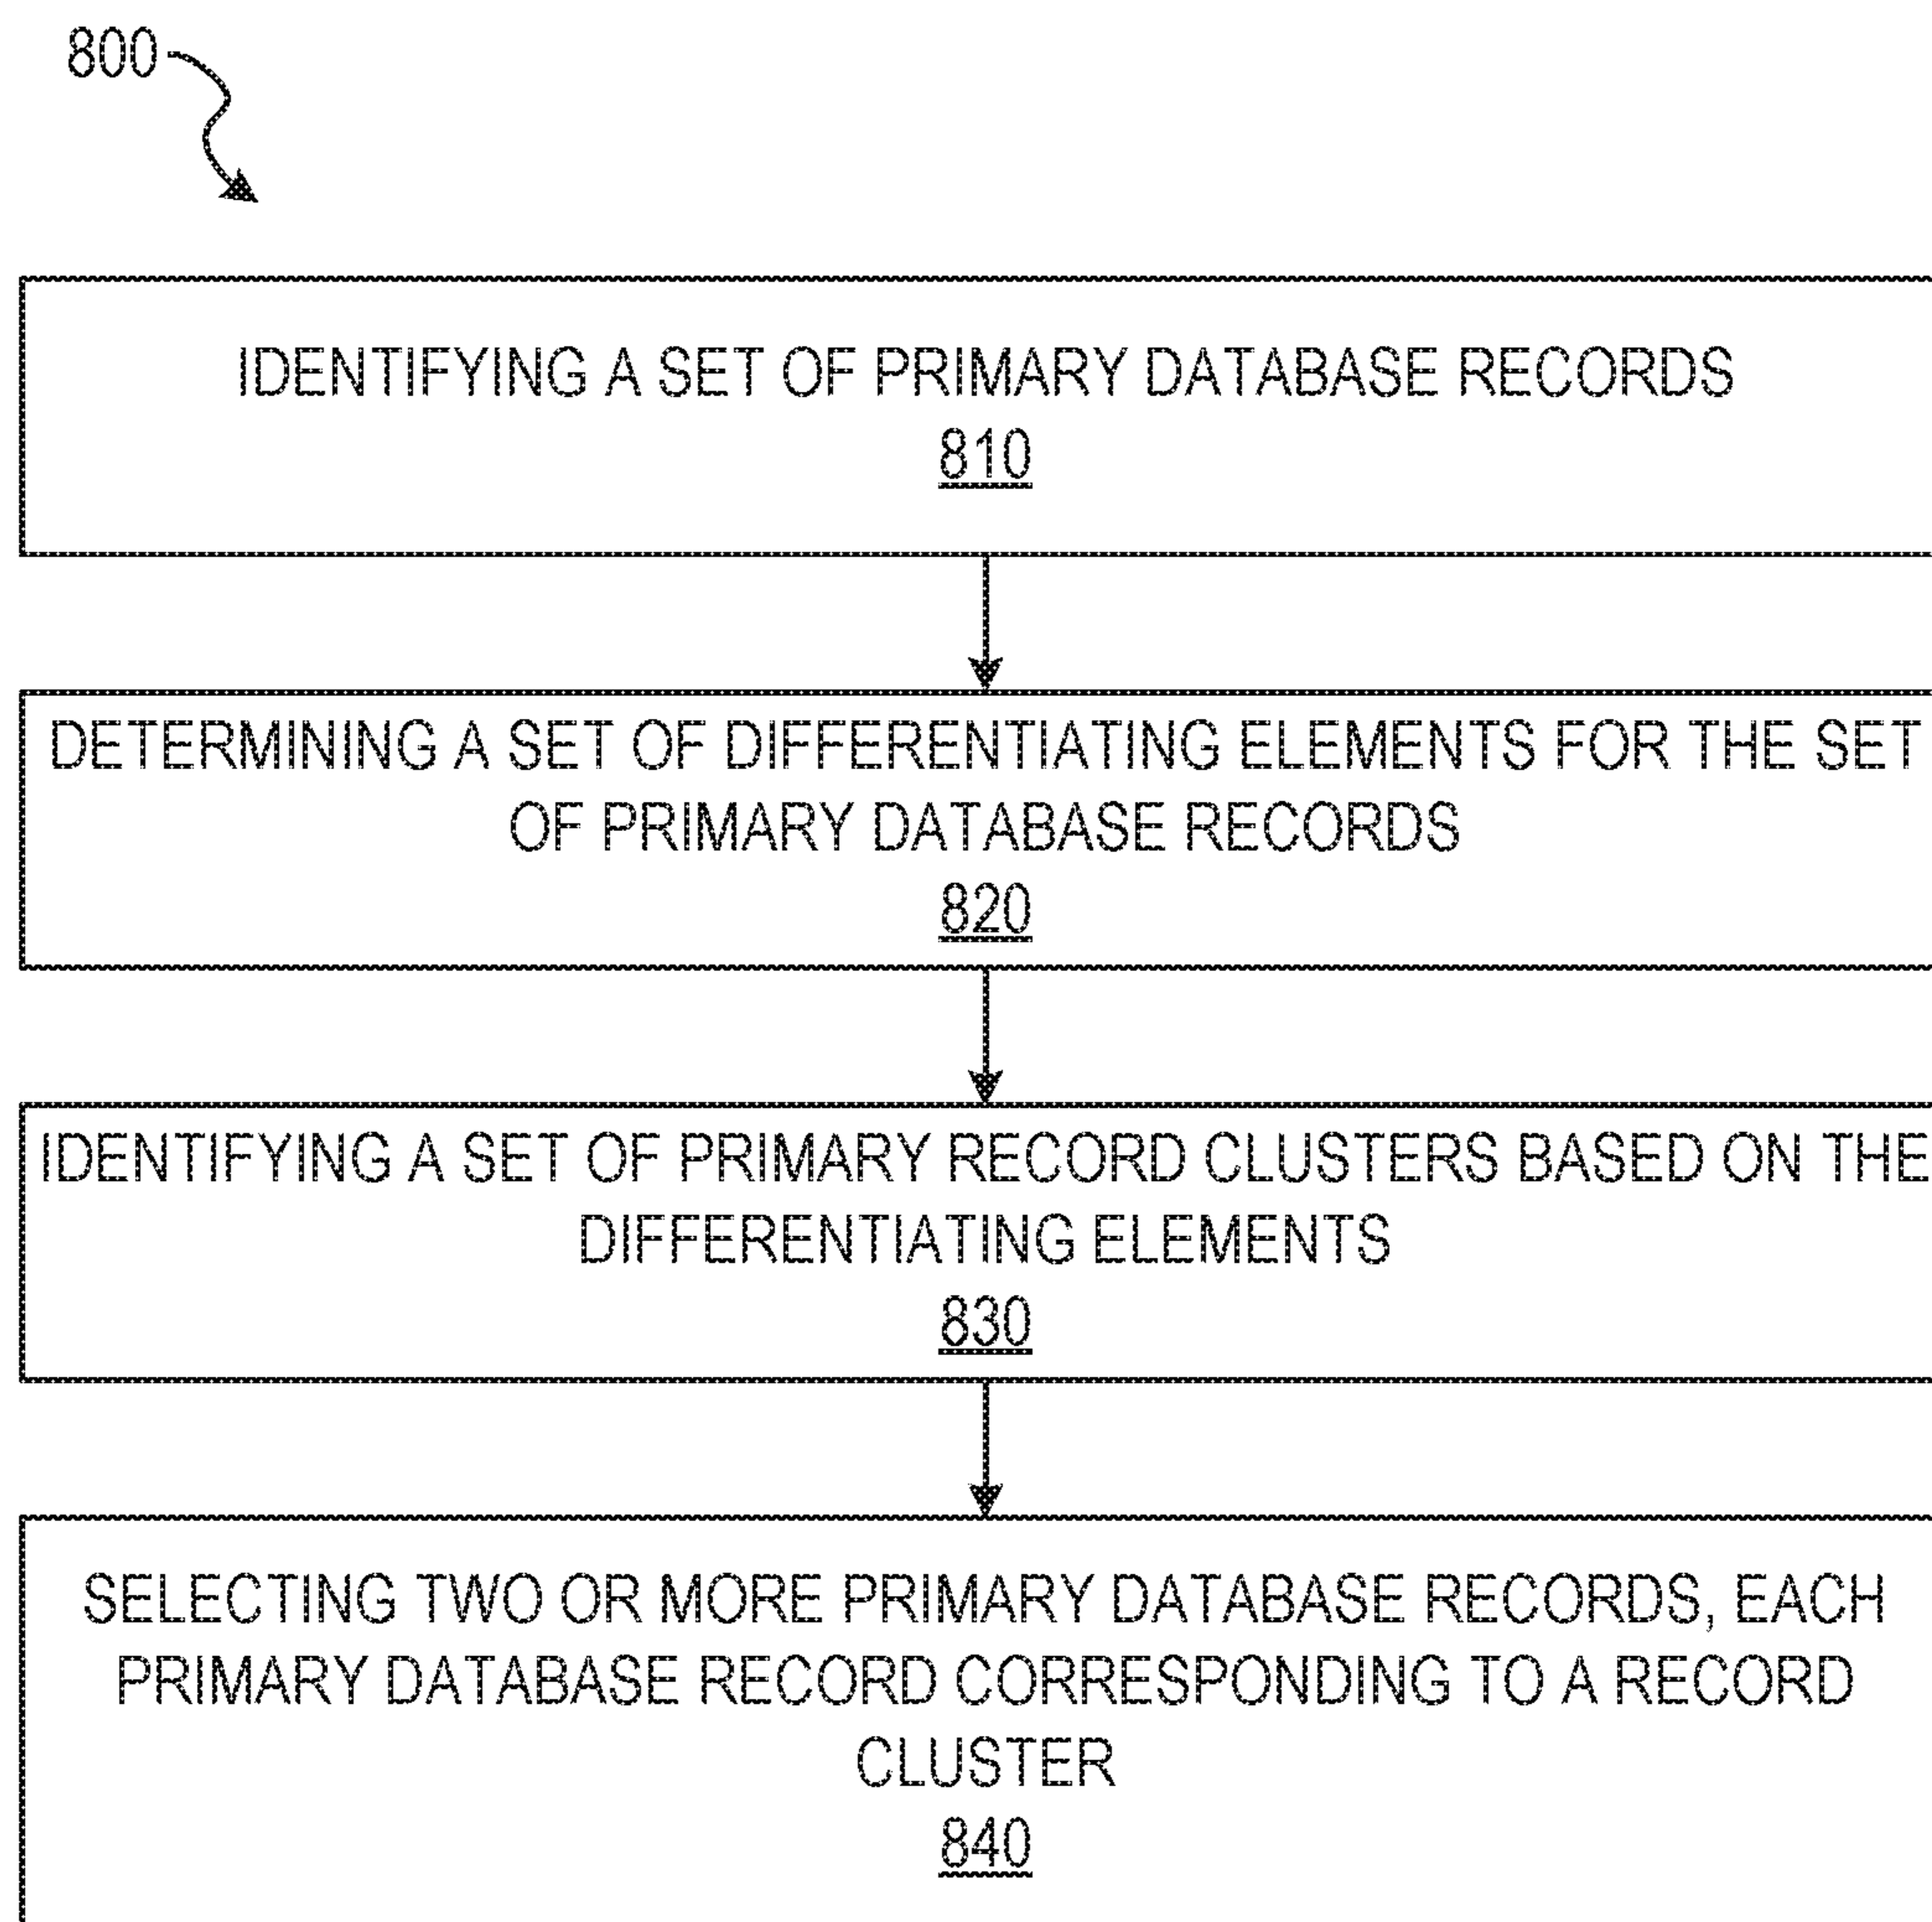 800
IDENTIFYING A SET OF PRIMARY DATABASE RECORDS
810
DETERMINING A SET OF DIFFERENTIATING ELEMENTS FOR THE SET
OF PRIMARY DATABASE RECORDS
820
IDENTIFYING A SET OF PRIMARY RECORD CLUSTERS BASED ON THE
DIFFERENTIATING ELEMENTS
830
SELECTING TWO OR MORE PRIMARY DATABASE RECORDS, EACH
PRIMARY DATABASE RECORD CORRESPONDING TO A RECORD
CLUSTER
840